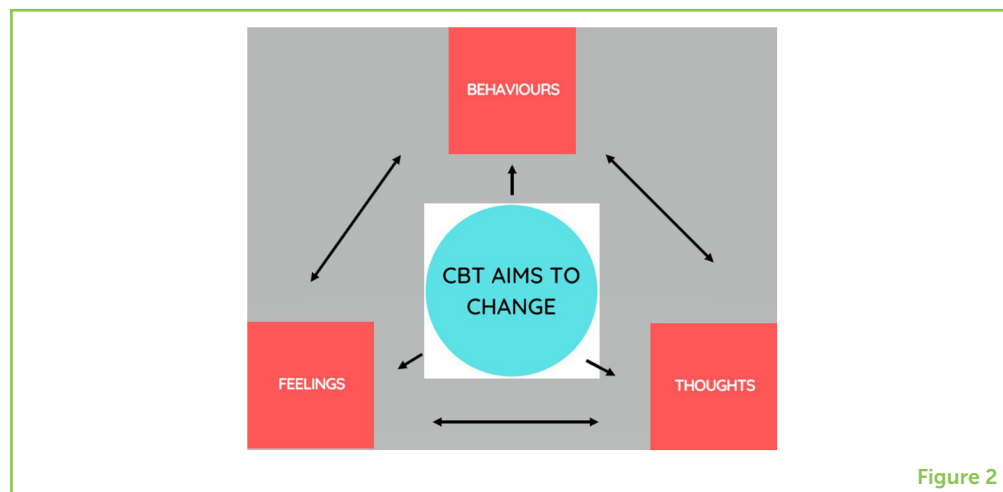 BEHAVIOURS
CBT AIMS TO
CHANGE
FEELINGS
THOUGHTS
Figure 2